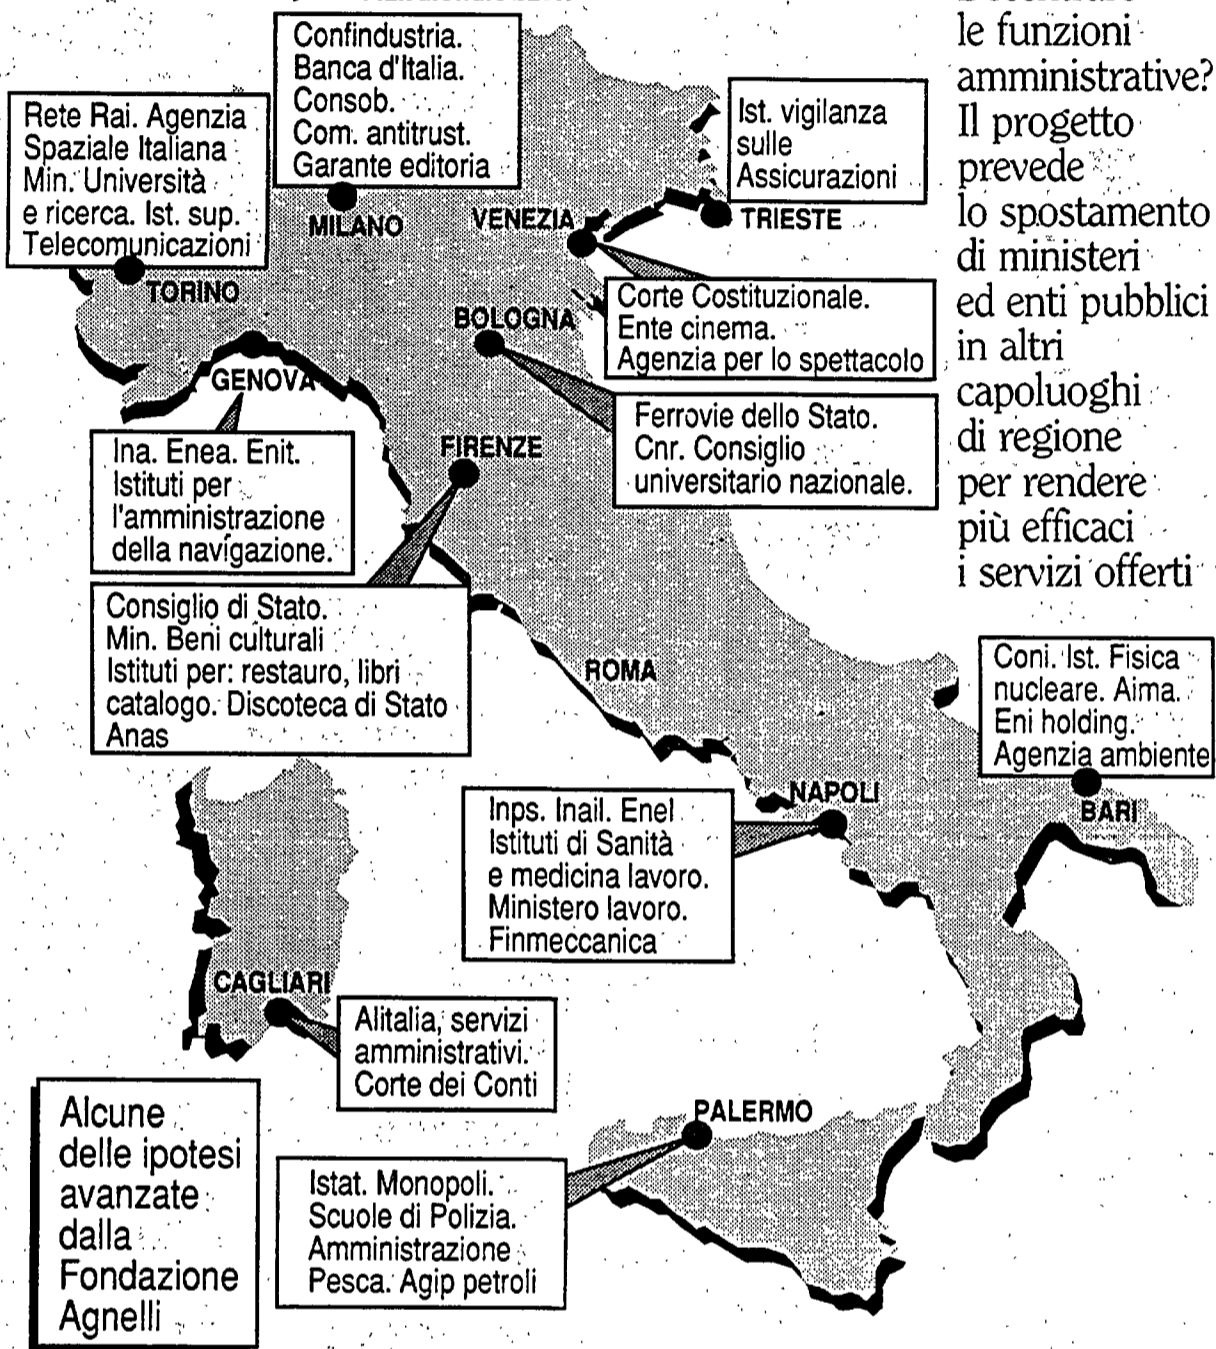 le funzioni
amministrative?
Il progetto
prevede
lo spostamento
di ministeri
ed enti pubblici
in altri
capoluoghi
di regione
per rendere
più efficaci
i servizi offerti
Confindustria.
Banca d'Italia.
Consob.
Com. antitrust.
Garante editoria
MILANO
Rete Rai. Agenzia
Spaziale Italiana
Min. Università
e ricerca. Ist. sup.
Telecomunicazioni
TORINO
Ist. vigilanza
sulle
Assicurazioni
TRIESTE
VENEZIA
Corte Costituzionale.
Ente cinema.
Agenzia per lo spettacolo
BOLOGNA
Ferrovie dello Stato.
Cnr. Consiglio
universitario nazionale.
GENOVA
Ina. Enea. Enit.
Istituti per
l'amministrazione
della navigazione.
FIRENZE
Consiglio di Stato.
Min. Beni culturali
Istituti per: restauro, libri
catalogo. Discoteca di Stato
Anas
ROMA
Coni. Ist. Fisica
nucleare. Aima.
Eni holding.
Agenzia ambiente
BARI
NAPOLI
Inps. Inail. Enel
Istituti di Sanità
e medicina lavoro.
Ministero lavoro.
Finmeccanica
CAGLIARI
Alitalia, servizi
amministrativi.
Corte dei Conti
PALERMO
Istat. Monopoli.
Scuole di Polizia.
Amministrazione
Pesca. Agip petroli
Alcune
delle ipotesi
avanzate
dalla
Fondazione
Agnelli